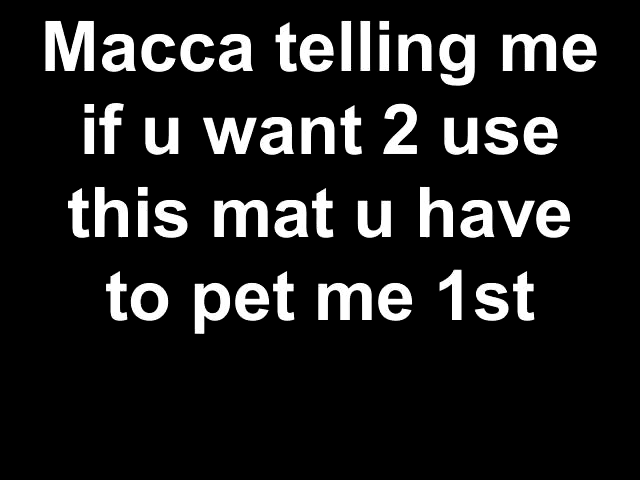 Macca telling me
if u want 2 use
this mat u have
to pet me 1st